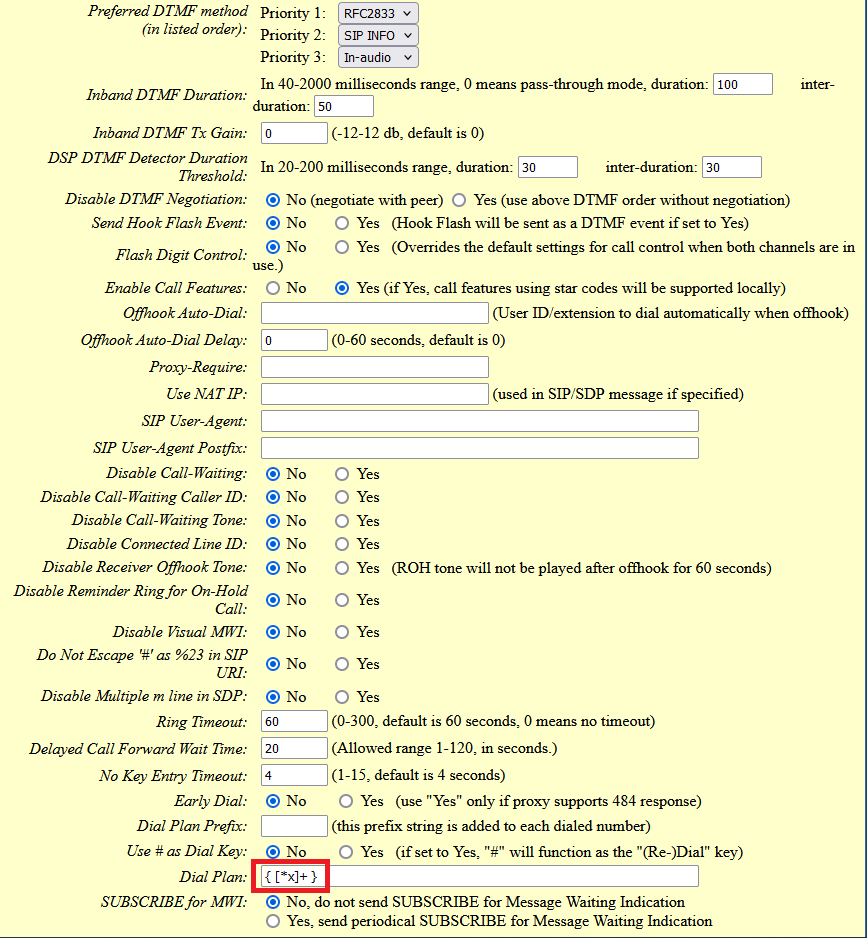 Preferred DTMF method (in listed order): Priority 1: RFC2833
Priority 2: SIP INFO
Priority 3: In-audio
Inband DTMF Duration: In 40-2000 milliseconds range, 0 means pass-through mode, duration: 100 inter-
duration: 50
Inband DTMF Tx Gain: 0 (-12-12 db, default is 0)
DSP DTMF Detector Duration
Threshold: In 20-200 milliseconds range, duration: 30 inter-duration: 30
Disable DTMF Negotiation: No (negotiate with peer) Yes (use above DTMF order without negotiation)
Send Hook Flash Event: No Yes (Hook Flash will be sent as a DTMF event if set to Yes)
Flash Digit Control: No Yes (Overrides the default settings for call control when both channels are in
use.)
Enable Call Features: No Yes (if Yes, call features using star codes will be supported locally)
Offhook Auto-Dial: (User ID/extension to dial automatically when offhook)
Offhook Auto-Dial Delay: 0 (0-60 seconds, default is 0)
Proxy-Require:
Use NAT IP: (used in SIP/SDP message if specified)
SIP User-Agent:
SIP User-Agent Postfix:
Disable Call-Waiting: No Yes
Disable Call-Waiting Caller ID: No Yes
Disable Call-Waiting Tone: No Yes
Disable Connected Line ID: No Yes
Disable Receiver Offhook Tone: No Yes (ROH tone will not be played after offhook for 60 seconds)
Disable Reminder Ring for On-Hold
Call: No Yes
Disable Visual MWI: No Yes
Do Not Escape '#' as %23 in SIP
URI: No Yes
Disable Multiple m line in SDP: No Yes
Ring Timeout: 60 (0-300, default is 60 seconds, 0 means no timeout)
Delayed Call Forward Wait Time: 20 (Allowed range 1-120, in seconds.)
No Key Entry Timeout: 4 (1-15, default is 4 seconds)
Early Dial: No Yes (use "Yes" only if proxy supports 484 response)
Dial Plan Prefix: (this prefix string is added to each dialed number)
Use # as Dial Key: No Yes (if set to Yes, "#" will function as the "(Re-)Dial" key)
Dial Plan: { [*x]+ }
SUBSCRIBE for MWI: No, do not send SUBSCRIBE for Message Waiting Indication
Yes, send periodical SUBSCRIBE for Message Waiting Indication